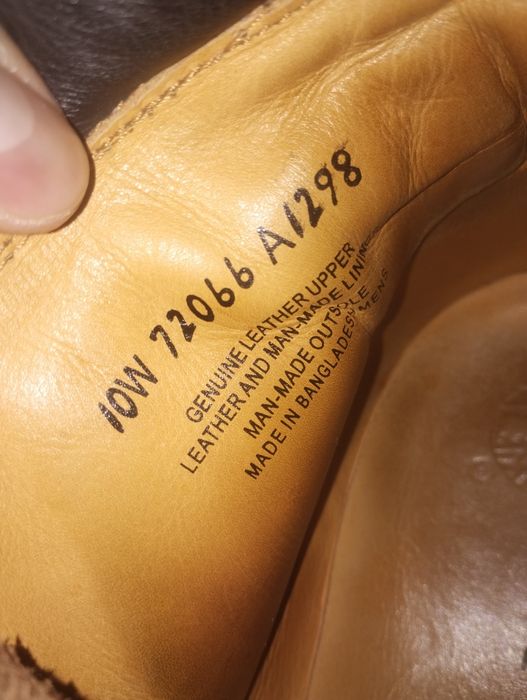 10W 72066 A1298
GENUINE LEATHER UPPER
LEATHER AND MAN-MADE LINING
MAN-MADE OUTSOLE
MADE IN BANGLADESH MENS